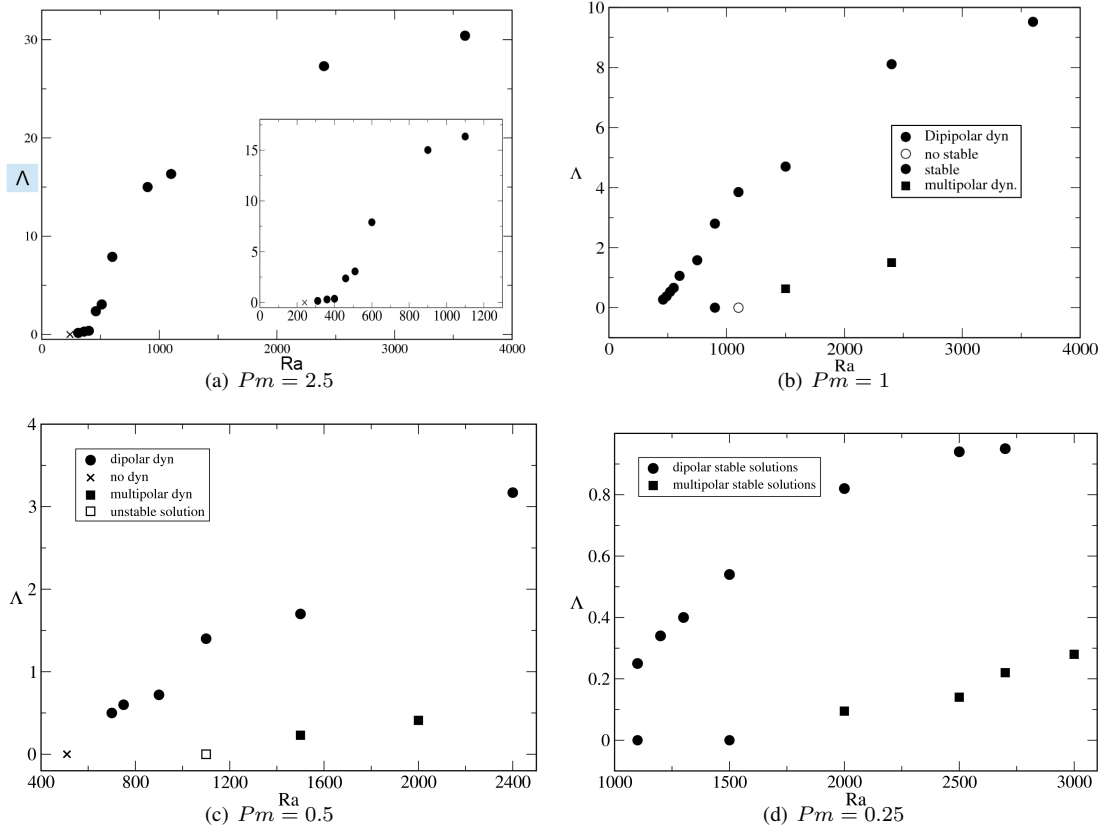 30
20
10
0
Λ
0
1000
2000
3000
4000
Ra
15
10
5
0
0
200
400
600
800
1000
1200
(a) Pm = 2.5
10
8
6
4
2
0
Λ
0
1000
2000
3000
4000
Ra
Dipipolar dyn
no stable
stable
multipolar dyn.
(b) Pm = 1
4
3
2
1
0
Λ
400
800
1200
1600
2000
2400
Ra
dipolar dyn
no dyn
multipolar dyn
unstable solution
(c) Pm = 0.5
0.8
0.6
0.4
0.2
0
Λ
1000
1500
2000
2500
3000
Ra
dipolar stable solutions
multipolar stable solutions
(d) Pm = 0.25